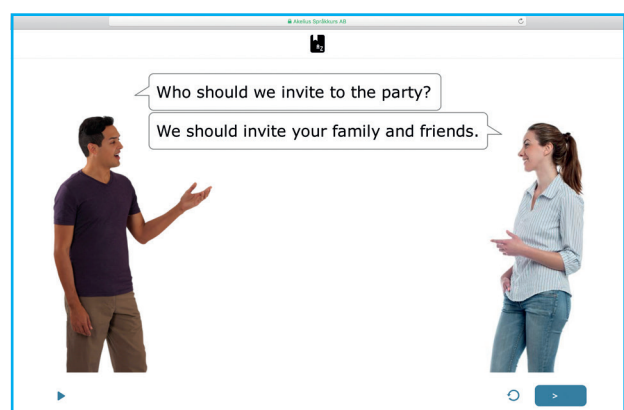 Akelius Språkkurs AB
Who should we invite to the party?
We should invite your family and friends.
>